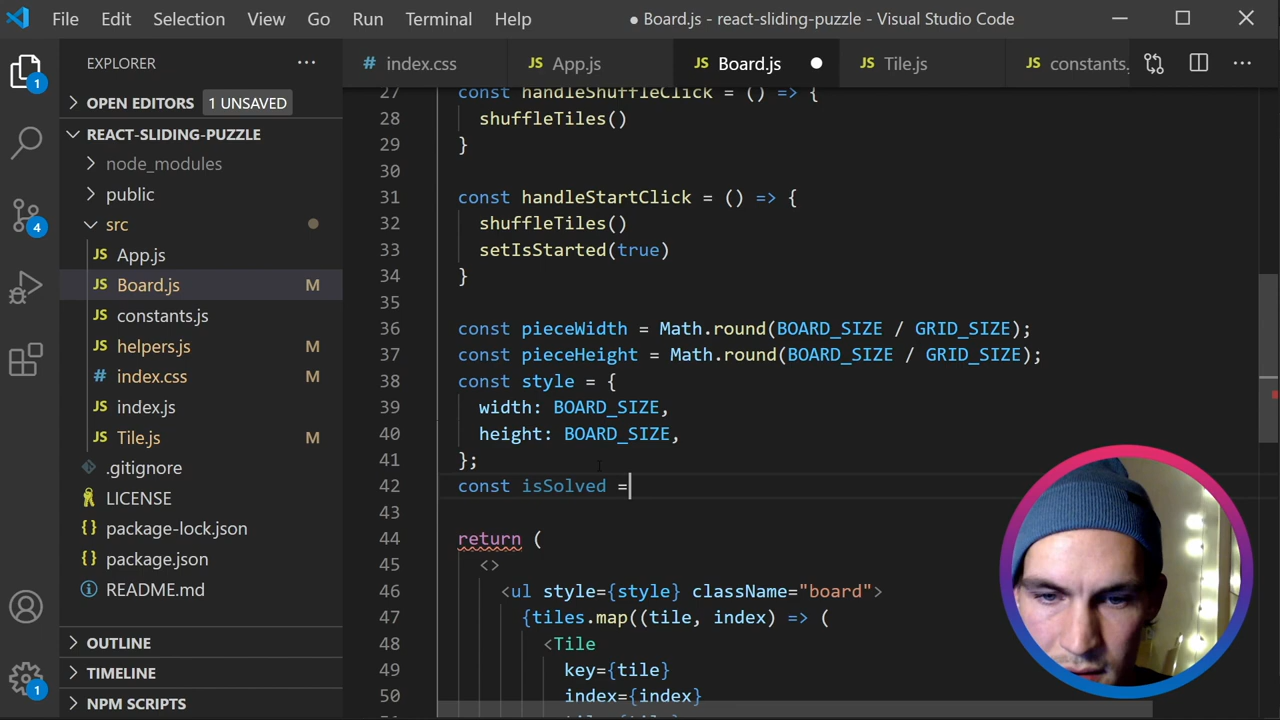 File Edit Selection View Go Run Terminal Help
● Board.js - react-sliding-puzzle - Visual Studio Code
EXPLORER
# index.css
JS App.js
JS Board.js
JS Tile.js
JS constants.
1
OPEN EDITORS 1 UNSAVED
REACT-SLIDING-PUZZLE
node_modules
public
src
JS App.js
JS Board.js M
JS constants.js
JS helpers.js M
# index.css M
JS index.js
JS Tile.js M
.gitignore
LICENSE
{} package-lock.json
{} package.json
README.md
OUTLINE
TIMELINE
NPM SCRIPTS
4
1
27 const handleShuffleClick = () => {
28 shuffleTiles()
29 }
30
31 const handleStartClick = () => {
32 shuffleTiles()
33 setIsStarted(true)
34 }
35
36 const pieceWidth = Math.round(BOARD_SIZE / GRID_SIZE);
37 const pieceHeight = Math.round(BOARD_SIZE / GRID_SIZE);
38 const style = {
39 width: BOARD_SIZE,
40 height: BOARD_SIZE,
41 };
42 const isSolved =
43
44 return (
45 <>
46 <ul style={style} className="board">
47 {tiles.map((tile, index) => (
48 <Tile
49 key={tile}
50 index={index}